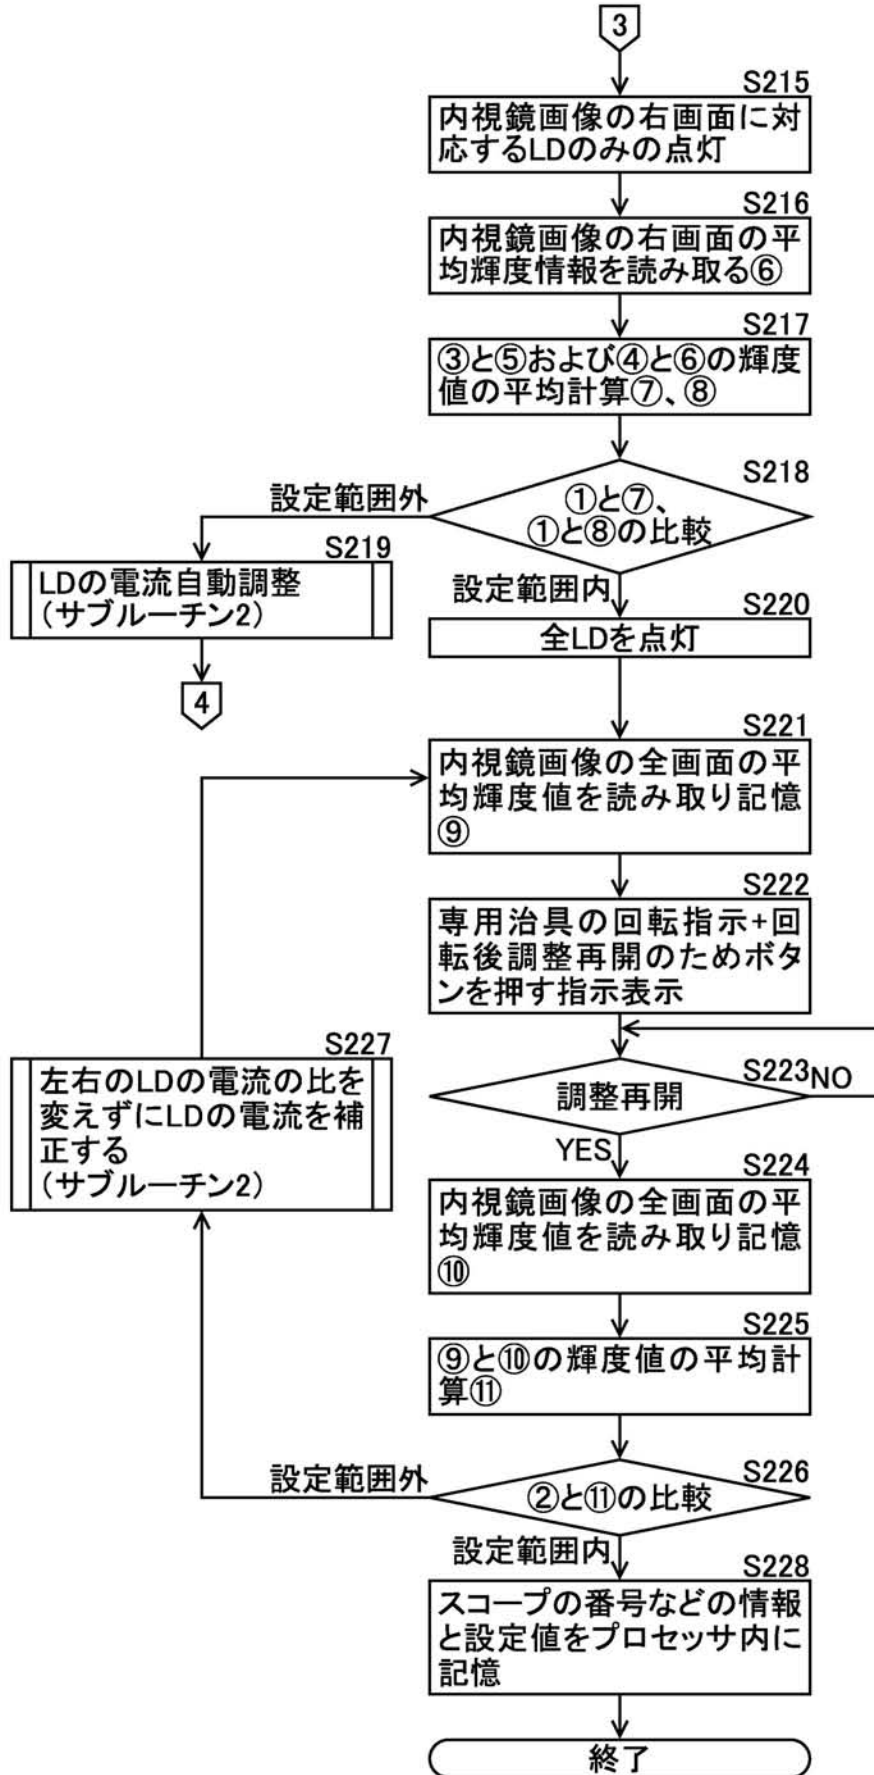 3
S215
内視鏡画像の右画面に対
応するLDのみの点灯
S216
内視鏡画像の右画面の平
均輝度情報を読み取る⑥
S217
③と⑤および④と⑥の輝度
値の平均計算⑦、⑧
S218
①と⑦、
①と⑧の比較
設定範囲外
S219
LDの電流自動調整
(サブルーチン2)
4
設定範囲内
S220
全LDを点灯
S221
内視鏡画像の全画面の平
均輝度値を読み取り記憶
⑨
S222
専用治具の回転指示+回
転後調整再開のためボタ
ンを押す指示表示
S223
NO
調整再開
YES
S227
左右のLDの電流の比を
変えずにLDの電流を補
正する
(サブルーチン2)
S224
内視鏡画像の全画面の平
均輝度値を読み取り記憶
⑩
S225
⑨と⑩の輝度値の平均計
算⑪
S226
設定範囲外
②と⑪の比較
設定範囲内
S228
スコープの番号などの情報
と設定値をプロセッサ内に
記憶
終了